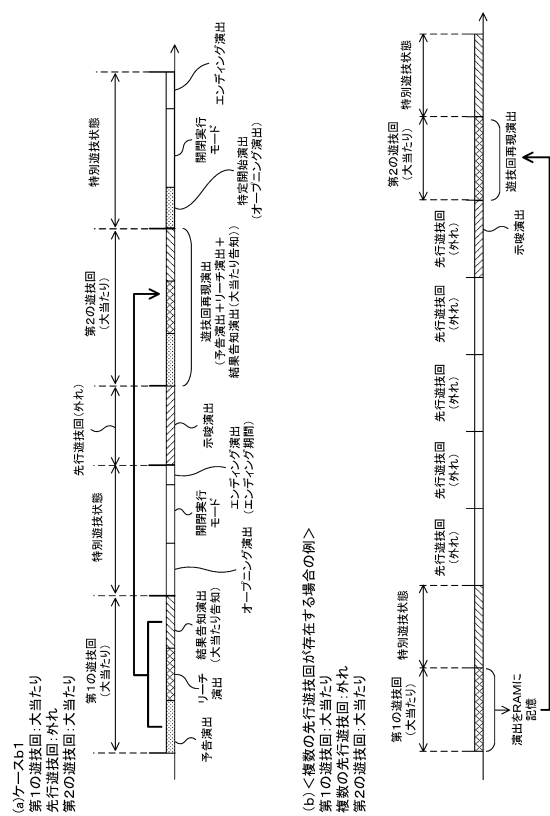 (a)ケースb1
第1の遊技回:大当たり
先行遊技回:外れ
第2の遊技回:大当たり
第1の遊技回
(大当たり)
特別遊技状態
先行遊技回(外れ)
第2の遊技回
(大当たり)
特別遊技状態
予告演出
リーチ
演出
結果告知演出
(大当たり告知)
オープニング演出
開閉実行
モード
エンディング演出
(エンディング期間)
示唆演出
遊技回再現演出
(予告演出+リーチ演出+
結果告知演出(大当たり告知))
特定開始演出
(オープニング演出)
開閉実行
モード
エンディング演出
(b)<複数の先行遊技回が存在する場合の例>
第1の遊技回:大当たり
複数の先行遊技回:外れ
第2の遊技回:大当たり
第1の遊技回
(大当たり)
特別遊技状態
先行遊技回
(外れ)
先行遊技回
(外れ)
先行遊技回
(外れ)
先行遊技回
(外れ)
先行遊技回
(外れ)
第2の遊技回
(大当たり)
特別遊技状態
演出をRAMに
記憶
示唆演出
遊技回再現演出